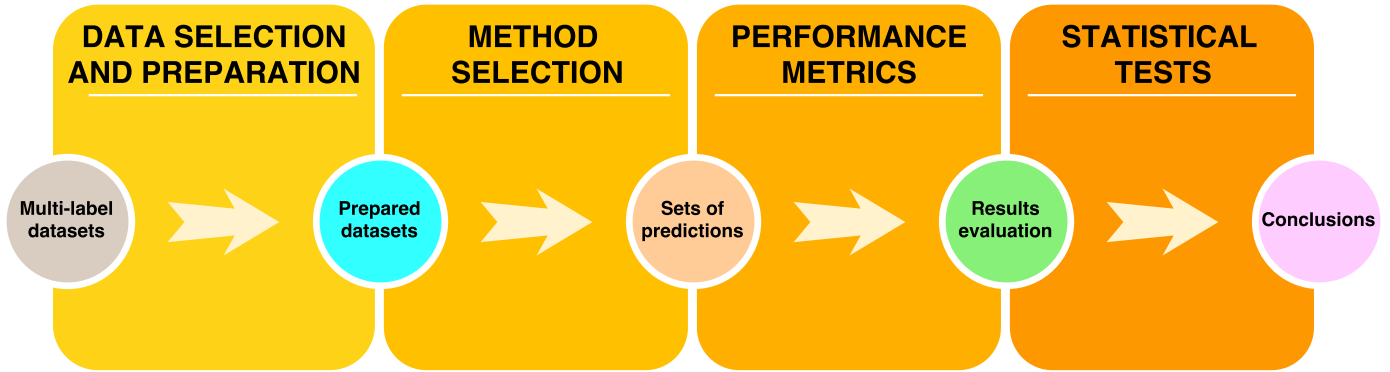 DATA SELECTION
AND PREPARATION
METHOD
SELECTION
PERFORMANCE
METRICS
STATISTICAL
TESTS
Multi-label
datasets
Prepared
datasets
Sets of
predictions
Results
evaluation
Conclusions